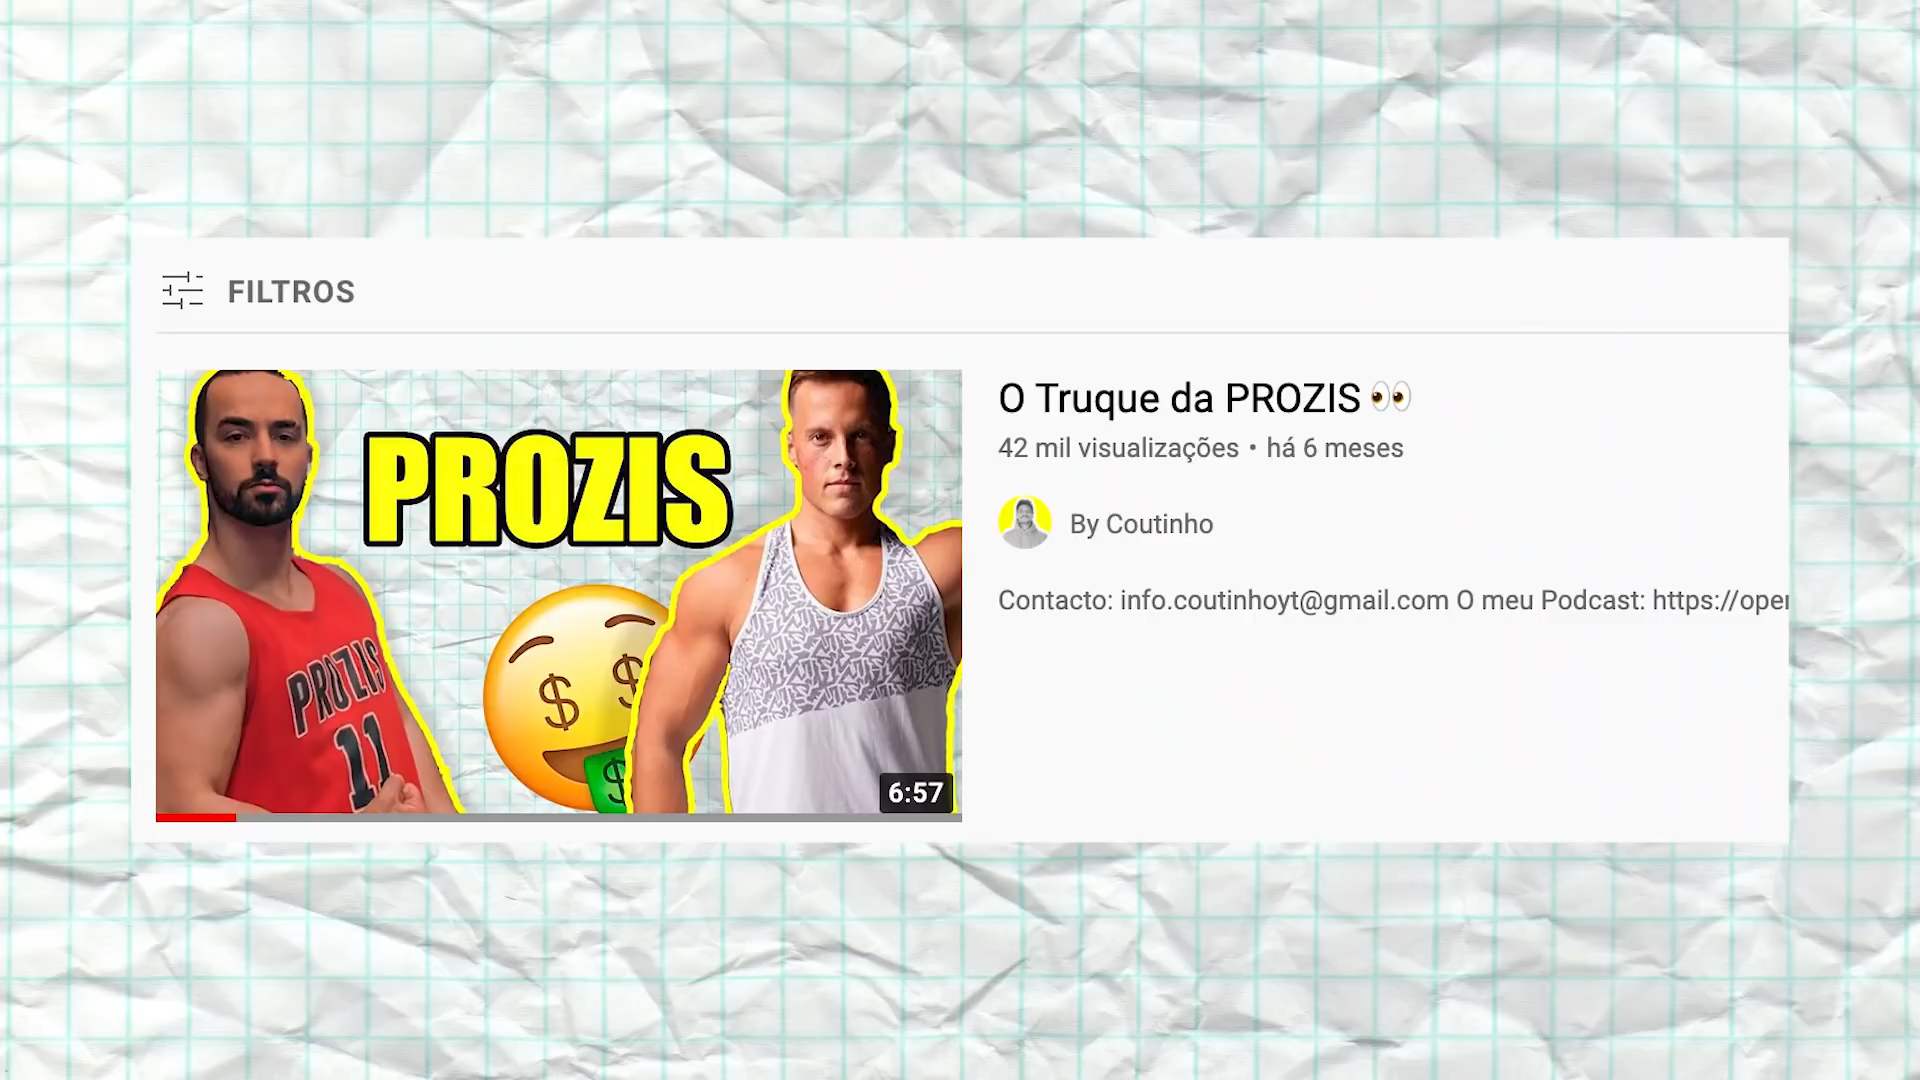 FILTROS
PROZIS
PROZIS
11
$ $
$
6:57
O Truque da PROZIS 👀
42 mil visualizações • há 6 meses
By Coutinho
Contacto: info.coutinhoyt@gmail.com O meu Podcast: https://oper